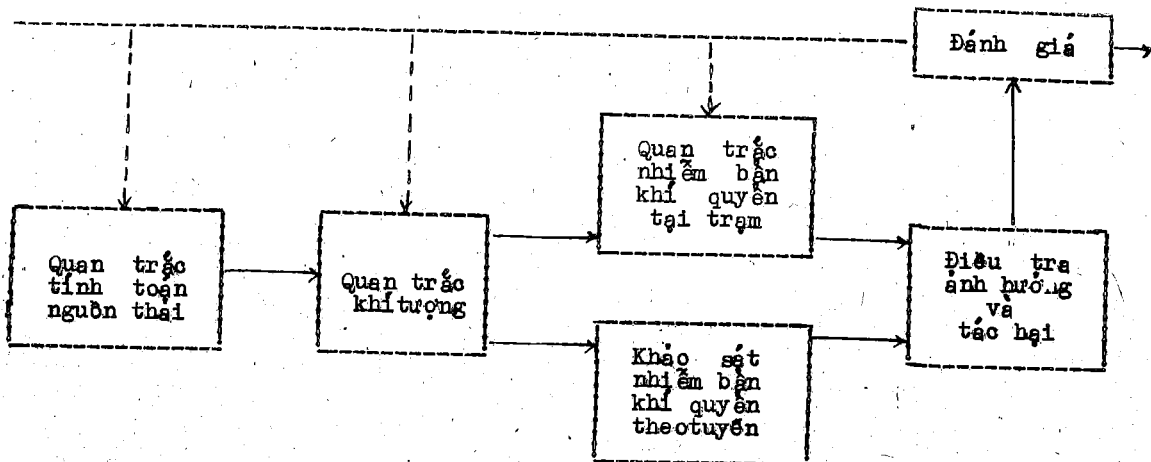 Đánh giá
Quan trắc
nhiễm bẩn
khí quyển
tại trạm
Quan trắc
tính toán
nguồn thải
Quan trắc
khí tượng
Điều tra
ảnh hưởng
và
tác hại
Khảo sát
nhiễm bẩn
khí quyển
theo tuyến